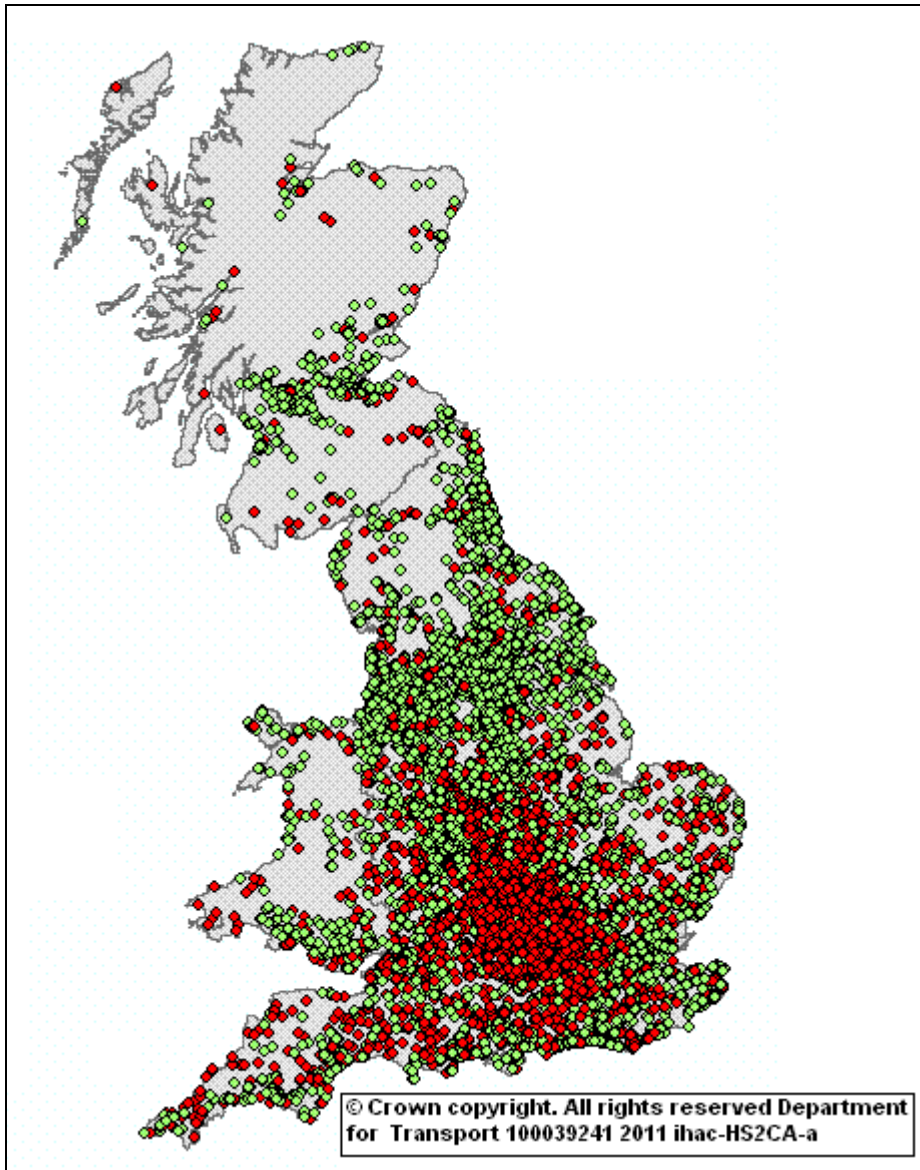 © Crown copyright. All rights reserved Department
for Transport 100039241 2011 ihac-HS2CA-a